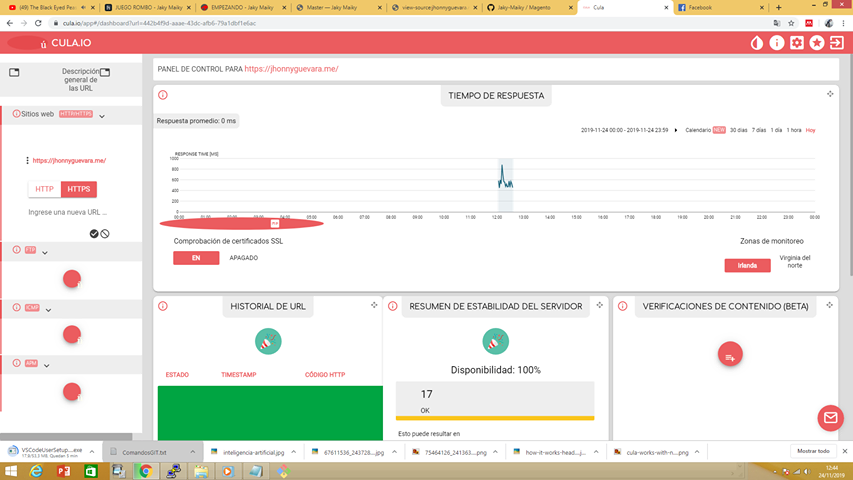 (49) The Black Eyed Pea
JUEGO ROMBO - Jaky Maiky
EMPEZANDO - Jaky Maiky
Master — Jaky Maiky
view-source:jhonnyguevara.
Jaky-Maiky / Magento
Cula
Facebook
cula.io/app#/dashboard?url=442b4f9d-aaae-43dc-afb6-79a1dbf1e6ac
CULA.IO
Descripción general de las URL
Sitios web HTTP/HTTPS
https://jhonnyguevara.me/
HTTP HTTPS
Ingrese una nueva URL ...
FTP
ICMP
PANEL DE CONTROL PARA https://jhonnyguevara.me/
TIEMPO DE RESPUESTA
Respuesta promedio: 0 ms
2019-11-24 00:00 - 2019-11-24 23:59 Calendario NEW 30 dias 7 días 1 día 1 hora Hoy
RESPONSE TIME [MS]
1000
800
600
400
200
0
00:00 01:00 02:00 03:00 04:00 05:00 06:00 07:00 08:00 09:00 10:00 11:00 12:00 13:00 14:00 15:00 16:00 17:00 18:00 19:00 20:00 21:00 22:00 23:00 00:00
Comprobación de certificados SSL
EN APAGADO
Zonas de monitoreo
Irlanda
Virginia del norte
HISTORIAL DE URL
ESTADO TIMESTAMP CÓDIGO HTTP
RESUMEN DE ESTABILIDAD DEL SERVIDOR
Disponibilidad: 100%
17
OK
Esto puede resultar en
VERIFICACIONES DE CONTENIDO (BETA)
VSCodeUserSetup....exe
ComandosGIT.txt
inteligencia-artificial.jpg
67611536_243728...jpg
75464126_241363...png
how-it-works-head...jpg
cula-works-with-n...png
Mostrar todo
12:44
24/11/2019